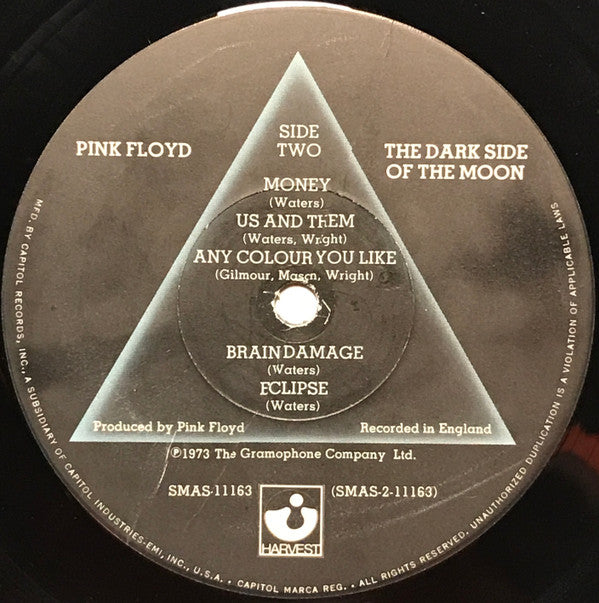 PINK FLOYD
SIDE
TWO
THE DARK SIDE
OF THE MOON
MONEY
(Waters)
US AND THEM
(Waters, Wright)
ANY COLOUR YOU LIKE
(Gilmour, Mason, Wright)
BRAIN DAMAGE
(Waters)
ECLIPSE
(Waters)
Produced by Pink Floyd
Recorded in England
℗1973 The Gramophone Company Ltd.
SMAS-11163
(SMAS-2-11163)
HARVEST
MFD. BY CAPITOL RECORDS, INC., A SUBSIDIARY OF CAPITOL INDUSTRIES-EMI, INC., U.S.A. • CAPITOL MARCA REG. • ALL RIGHTS RESERVED. UNAUTHORIZED DUPLICATION IS A VIOLATION OF APPLICABLE LAWS